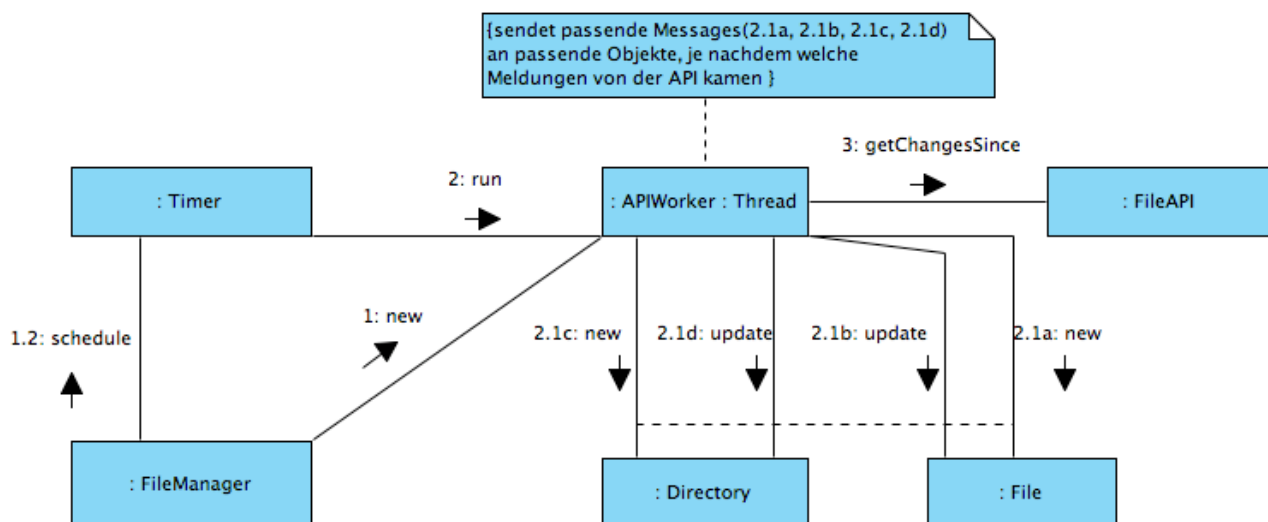 {sendet passende Messages(2.1a, 2.1b, 2.1c, 2.1d)
an passende Objekte, je nachdem welche
Meldungen von der API kamen }
3: getChangesSince
2: run
: Timer
: APIWorker : Thread
: FileAPI
1: new
1.2: schedule
2.1c: new
2.1d: update
2.1b: update
2.1a: new
: FileManager
: Directory
: File